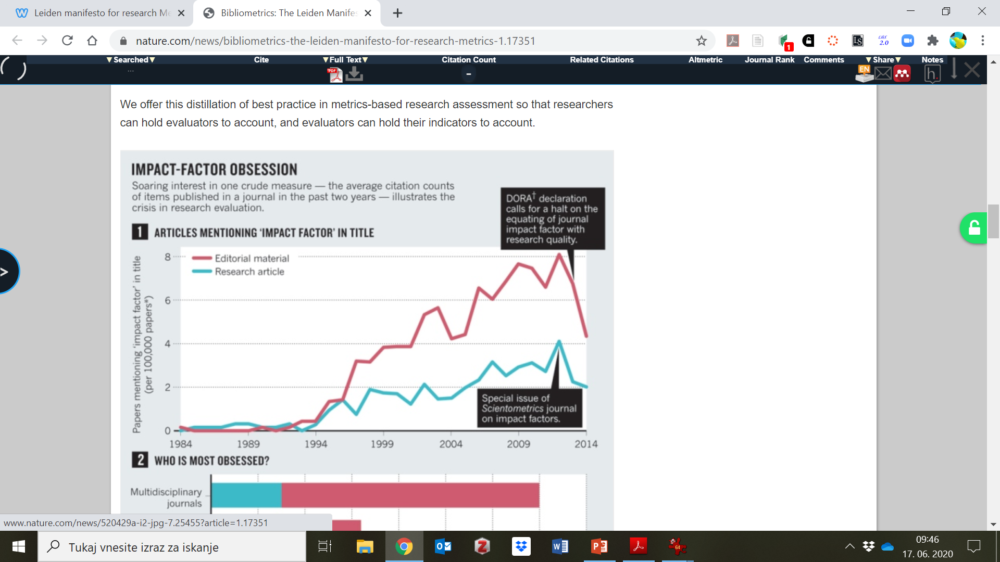 Leiden manifesto for research Me
Bibliometrics: The Leiden Manifes
nature.com/news/bibliometrics-the-leiden-manifesto-for-research-metrics-1.17351
1
LS
LibX 2.0
▼Searched▼ Cite ▼Full Text▼ Citation Count Related Citations Altmetric Journal Rank Comments ▼Share▼ Notes
...
PDF
-
EN
h.
We offer this distillation of best practice in metrics-based research assessment so that researchers
can hold evaluators to account, and evaluators can hold their indicators to account.
IMPACT-FACTOR OBSESSION
Soaring interest in one crude measure — the average citation counts
of items published in a journal in the past two years — illustrates the
crisis in research evaluation.
DORA† declaration
calls for a halt on the
equating of journal
impact factor with
research quality.
1 ARTICLES MENTIONING ‘IMPACT FACTOR’ IN TITLE
Papers mentioning ‘impact factor’ in title
(per 100,000 papers*)
8
6
4
2
0
Editorial material
Research article
Special issue of
Scientometrics journal
on impact factors.
1984 1989 1994 1999 2004 2009 2014
2 WHO IS MOST OBSESSED?
Multidisciplinary
journals
www.nature.com/news/520429a-i2-jpg-7.25455?article=1.17351
Tukaj vnesite izraz za iskanje
64
09:46
17. 06. 2020